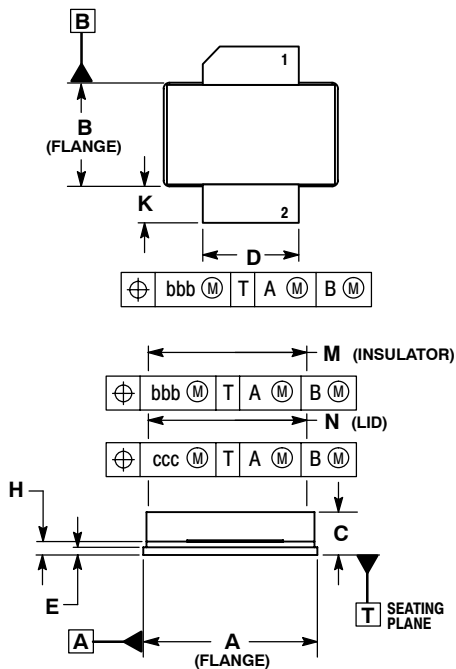 B
1
B
(FLANGE)
K
2
D
⌖ bbb Ⓜ T A Ⓜ B Ⓜ
M (INSULATOR)
⌖ bbb Ⓜ T A Ⓜ B Ⓜ
N (LID)
⌖ ccc Ⓜ T A Ⓜ B Ⓜ
H
C
E
T SEATING
PLANE
A
A
(FLANGE)